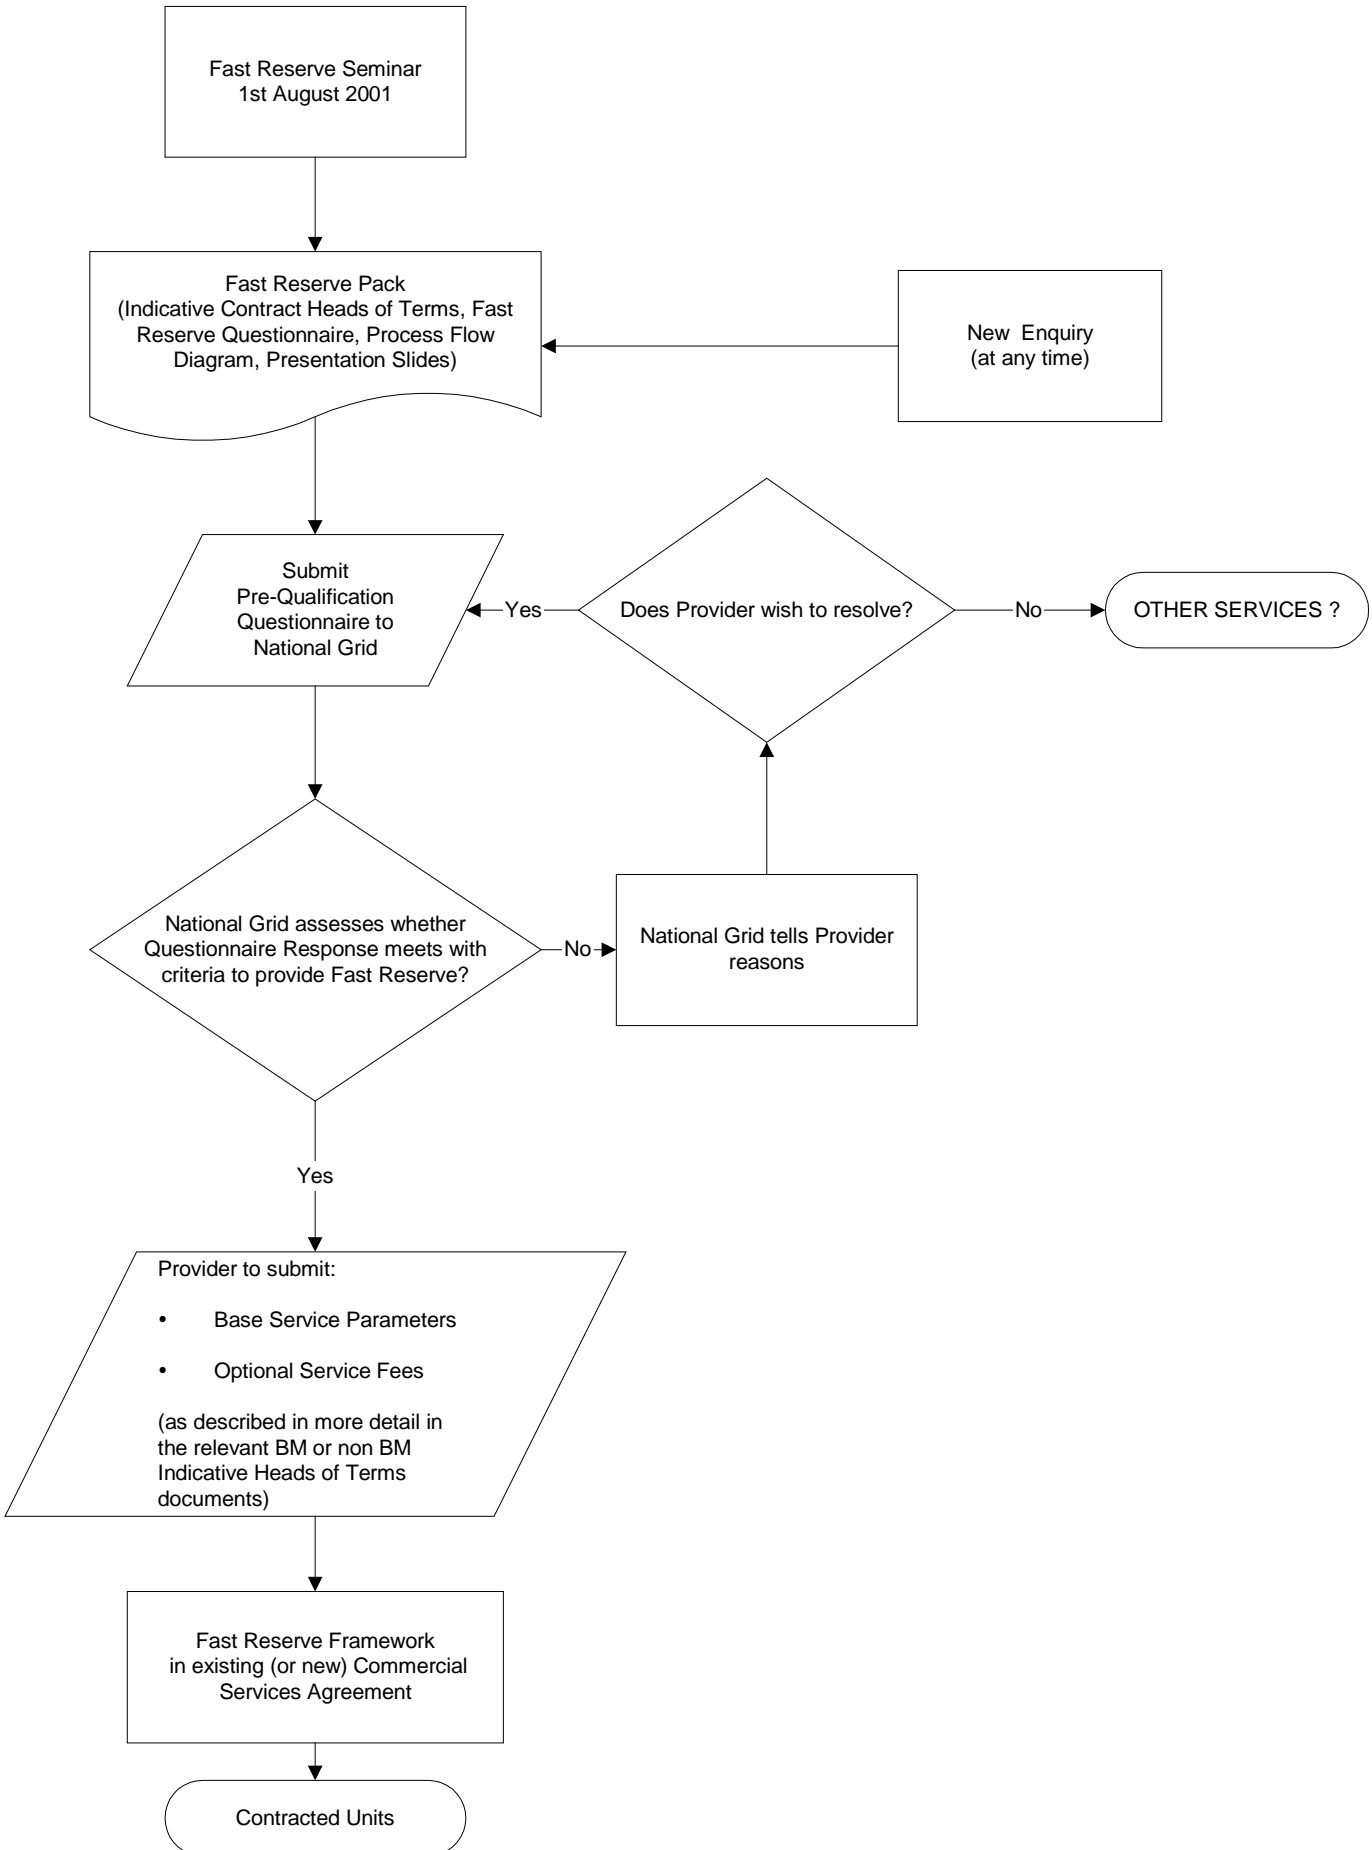 Fast Reserve Seminar
1st August 2001
Fast Reserve Pack
(Indicative Contract Heads of Terms, Fast
Reserve Questionnaire, Process Flow
Diagram, Presentation Slides)
New Enquiry
(at any time)
Submit
Pre-Qualification
Questionnaire to
National Grid
Yes
Does Provider wish to resolve?
No
OTHER SERVICES ?
National Grid assesses whether
Questionnaire Response meets with
criteria to provide Fast Reserve?
No
National Grid tells Provider
reasons
Yes
Provider to submit:
• Base Service Parameters
• Optional Service Fees
(as described in more detail in
the relevant BM or non BM
Indicative Heads of Terms
documents)
Fast Reserve Framework
in existing (or new) Commercial
Services Agreement
Contracted Units